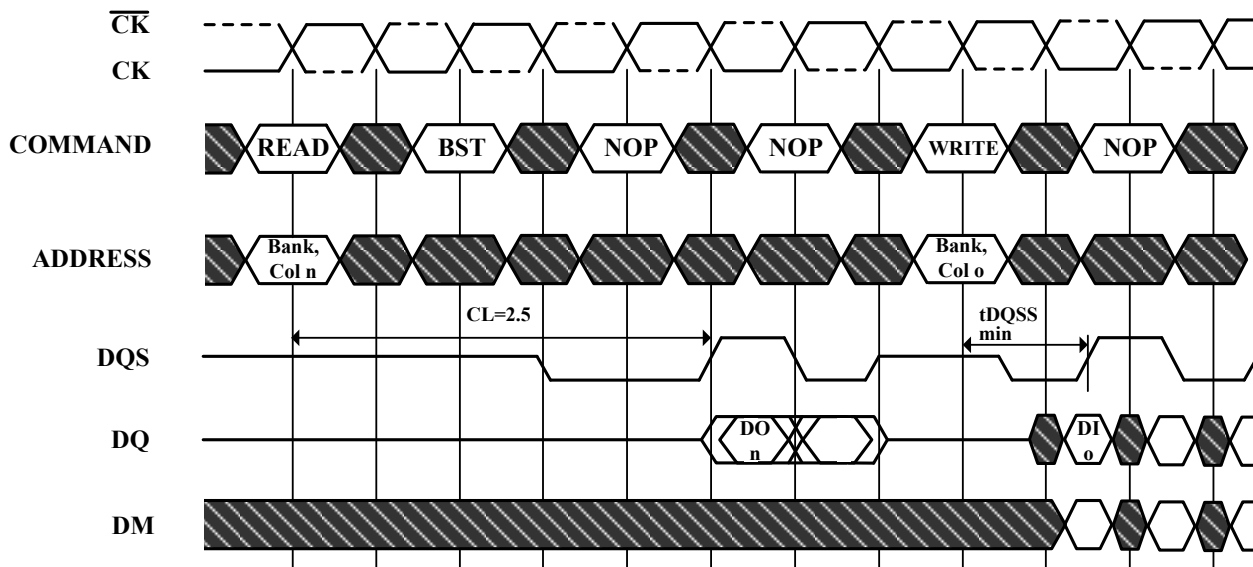 CK
CK
COMMAND
READ
BST
NOP
NOP
WRITE
NOP
ADDRESS
Bank,
Col n
Bank,
Col o
CL=2.5
tDQSS
min
DQS
DQ
DO
n
DI
o
DM